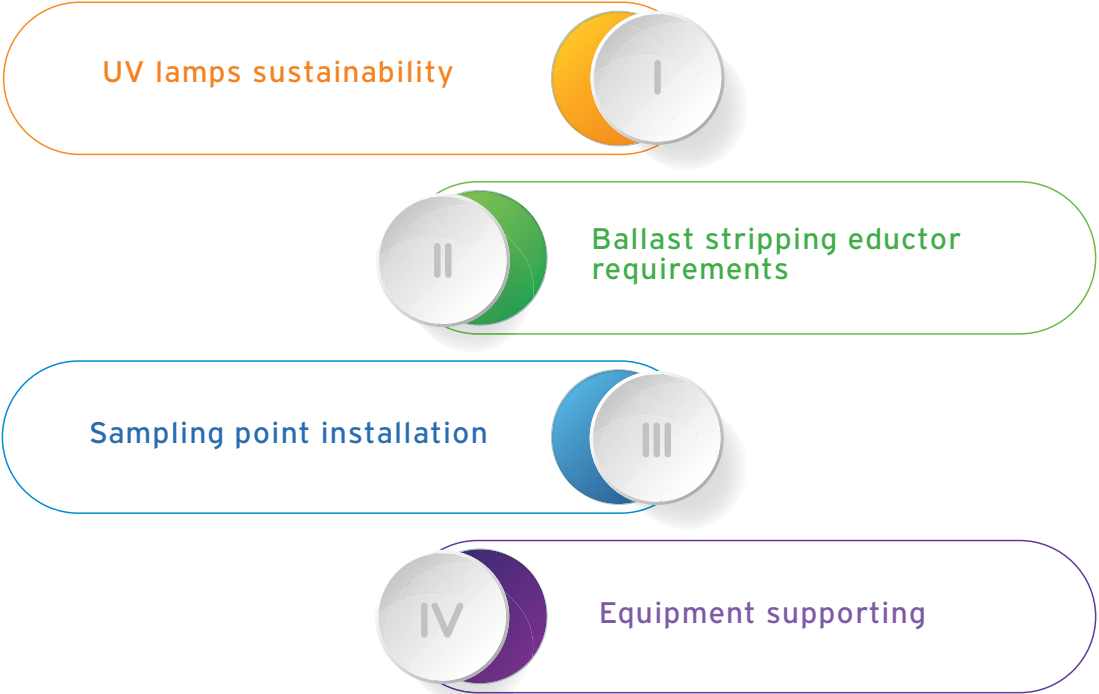 UV lamps sustainability
I
II
Ballast stripping eductor
requirements
Sampling point installation
III
IV
Equipment supporting